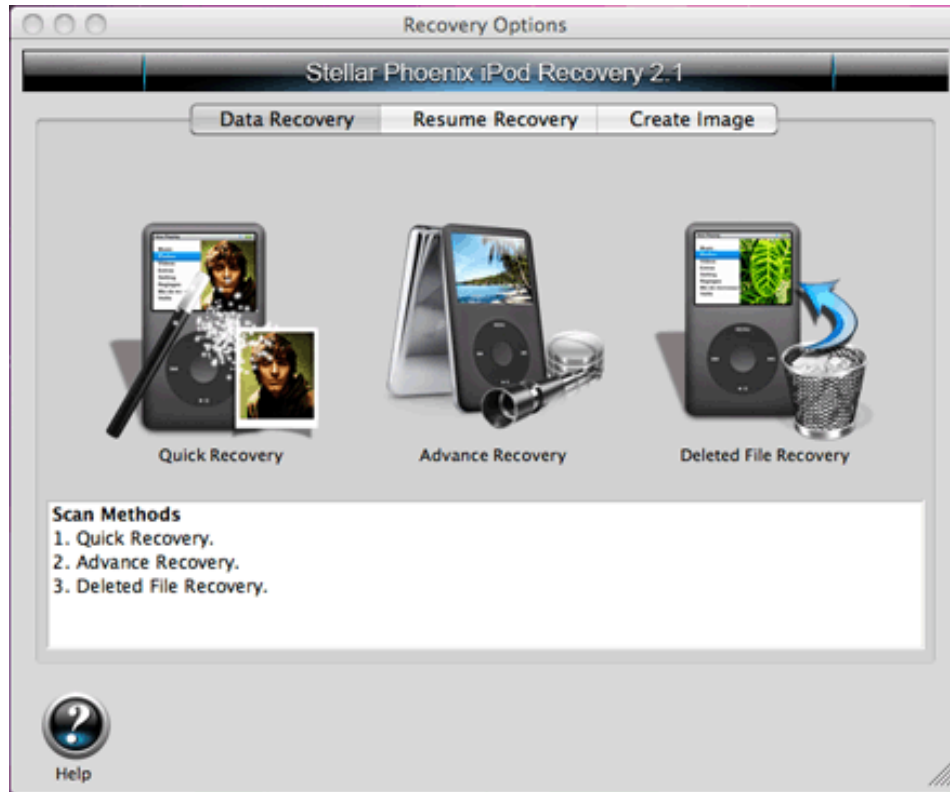 Recovery Options
Stellar Phoenix iPod Recovery 2.1
Data Recovery
Resume Recovery
Create Image
Quick Recovery
Advance Recovery
Deleted File Recovery
Scan Methods
1. Quick Recovery.
2. Advance Recovery.
3. Deleted File Recovery.
Help